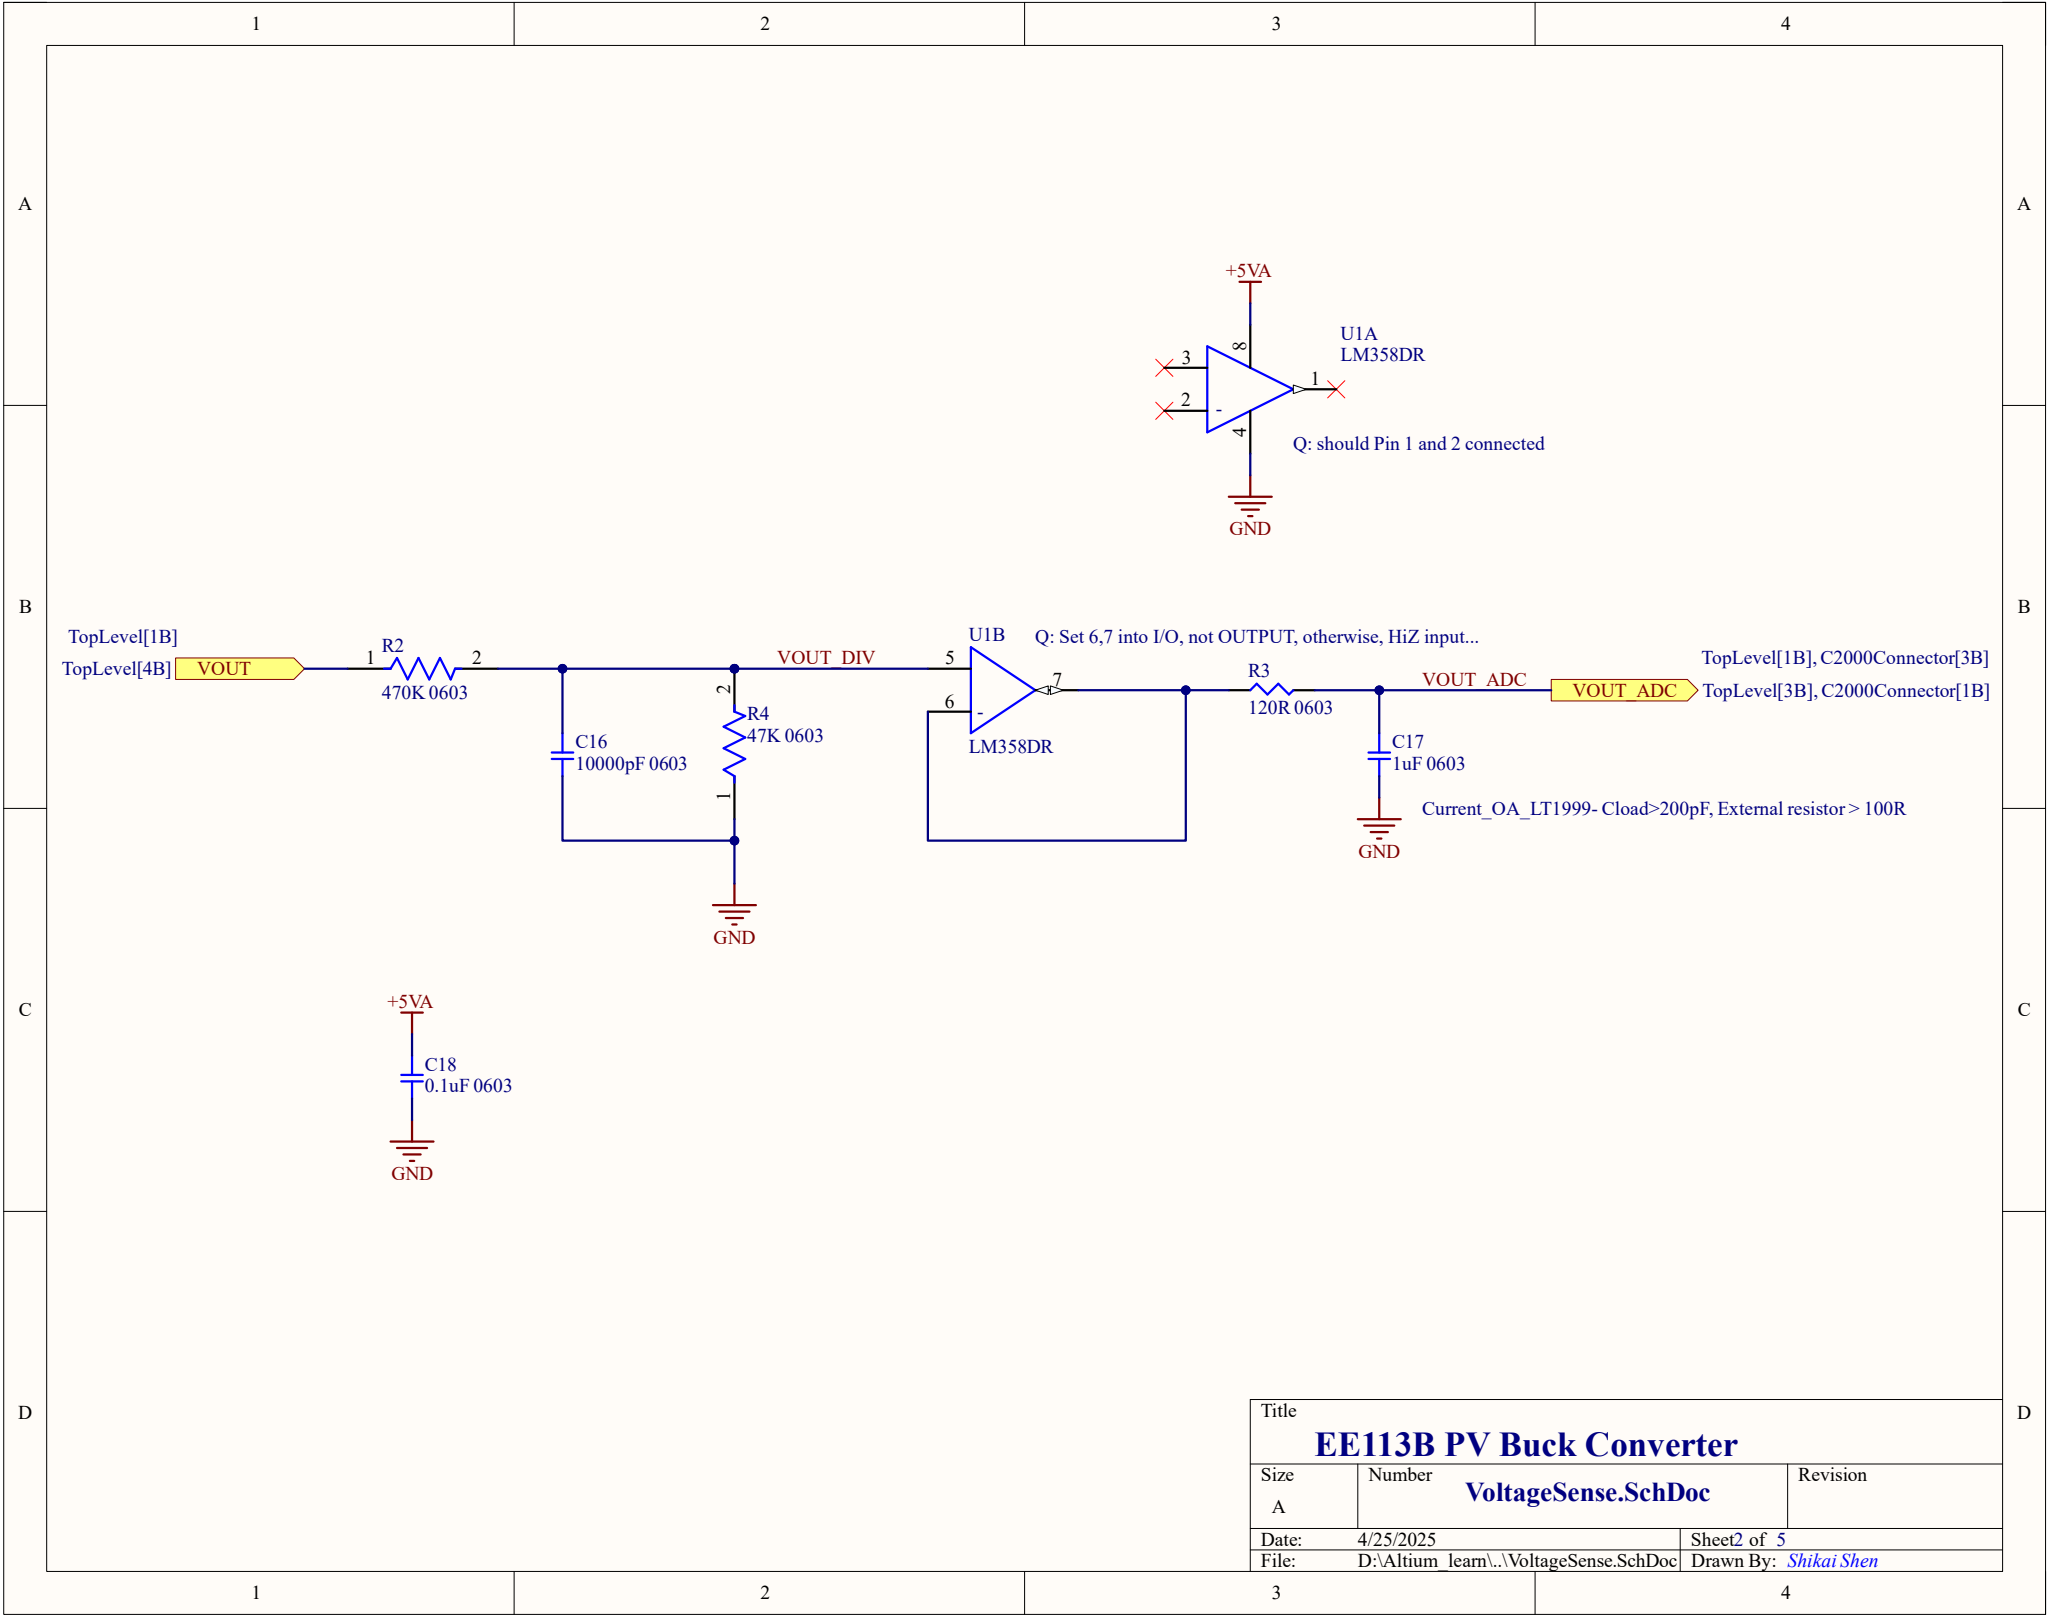 1 2 3 4
A A
+5VA
U1A
LM358DR
8
3
1
2
-
4
Q: should Pin 1 and 2 connected
GND
B B
TopLevel[1B]
TopLevel[4B] VOUT
R2
1 2
470K 0603
VOUT_DIV
U1B
Q: Set 6,7 into I/O, not OUTPUT, otherwise, HiZ input...
5
7
6
-
LM358DR
2
R4
47K 0603
1
C16
10000pF 0603
GND
R3
120R 0603
VOUT_ADC
VOUT_ADC
TopLevel[1B], C2000Connector[3B]
TopLevel[3B], C2000Connector[1B]
C17
1uF 0603
GND
Current_OA_LT1999- Cload>200pF, External resistor > 100R
C C
+5VA
C18
0.1uF 0603
GND
D D
Title
EE113B PV Buck Converter
Size Number Revision
A VoltageSense.SchDoc
Date: 4/25/2025 Sheet2 of 5
File: D:\Altium_learn\..\VoltageSense.SchDoc Drawn By: Shikai Shen
1 2 3 4